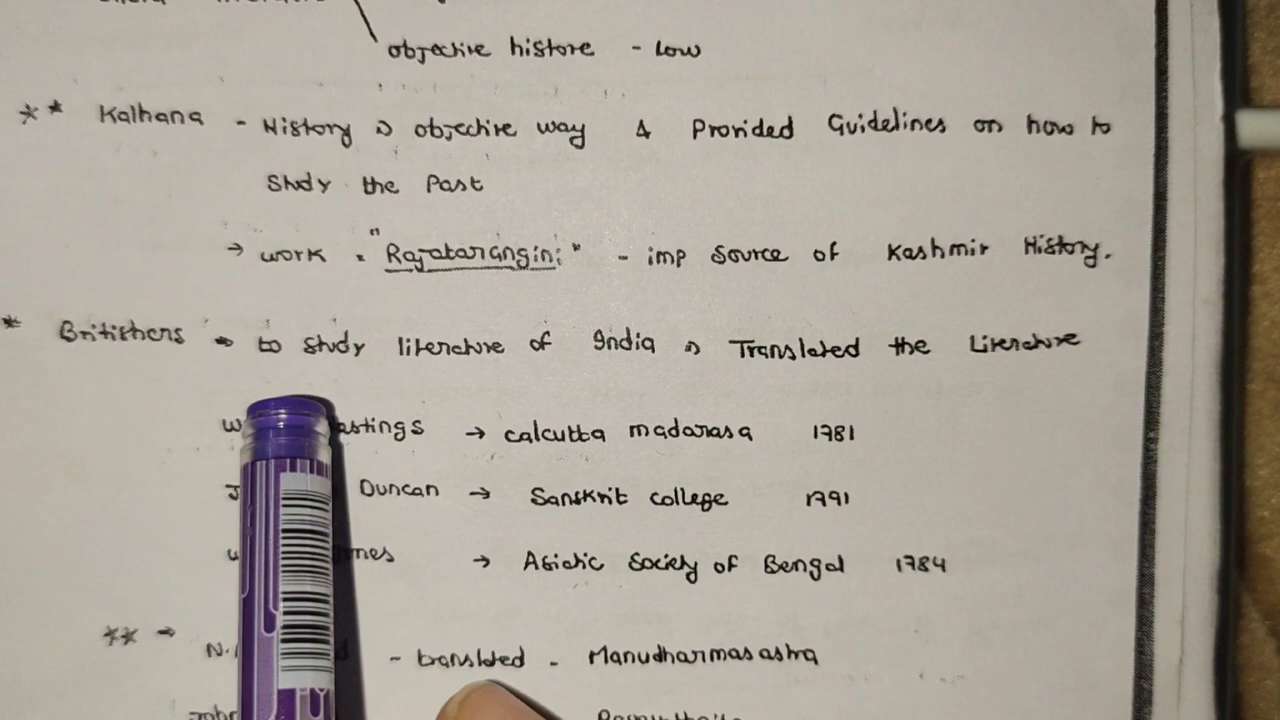 objective histore - Low
** Kalhana - History is objective way & Provided Guidelines on how to
Study the Past
→ work = "Rajatarangini" - imp Source of Kashmir History.
* Britishers → to study literature of India is Translated the Literature
→ Calcutta madarasa 1781
Duncan → Sanskrit college 1791
→ Asiatic Society of Bengal 1784
** →
- translated - Manudharmasastra